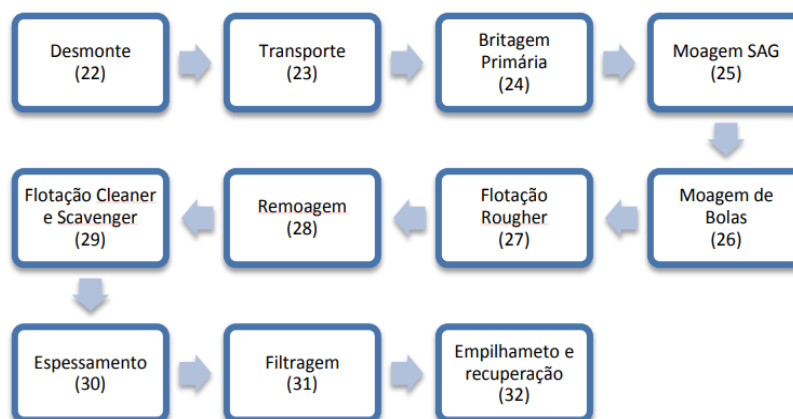 Desmonte
(22)
Transporte
(23)
Britagem
Primária
(24)
Moagem SAG
(25)
Moagem de
Bolas
(26)
Flotação
Rougher
(27)
Remoagem
(28)
Flotação Cleaner
e Scavenger
(29)
Espessamento
(30)
Filtragem
(31)
Empilhameto e
recuperação
(32)